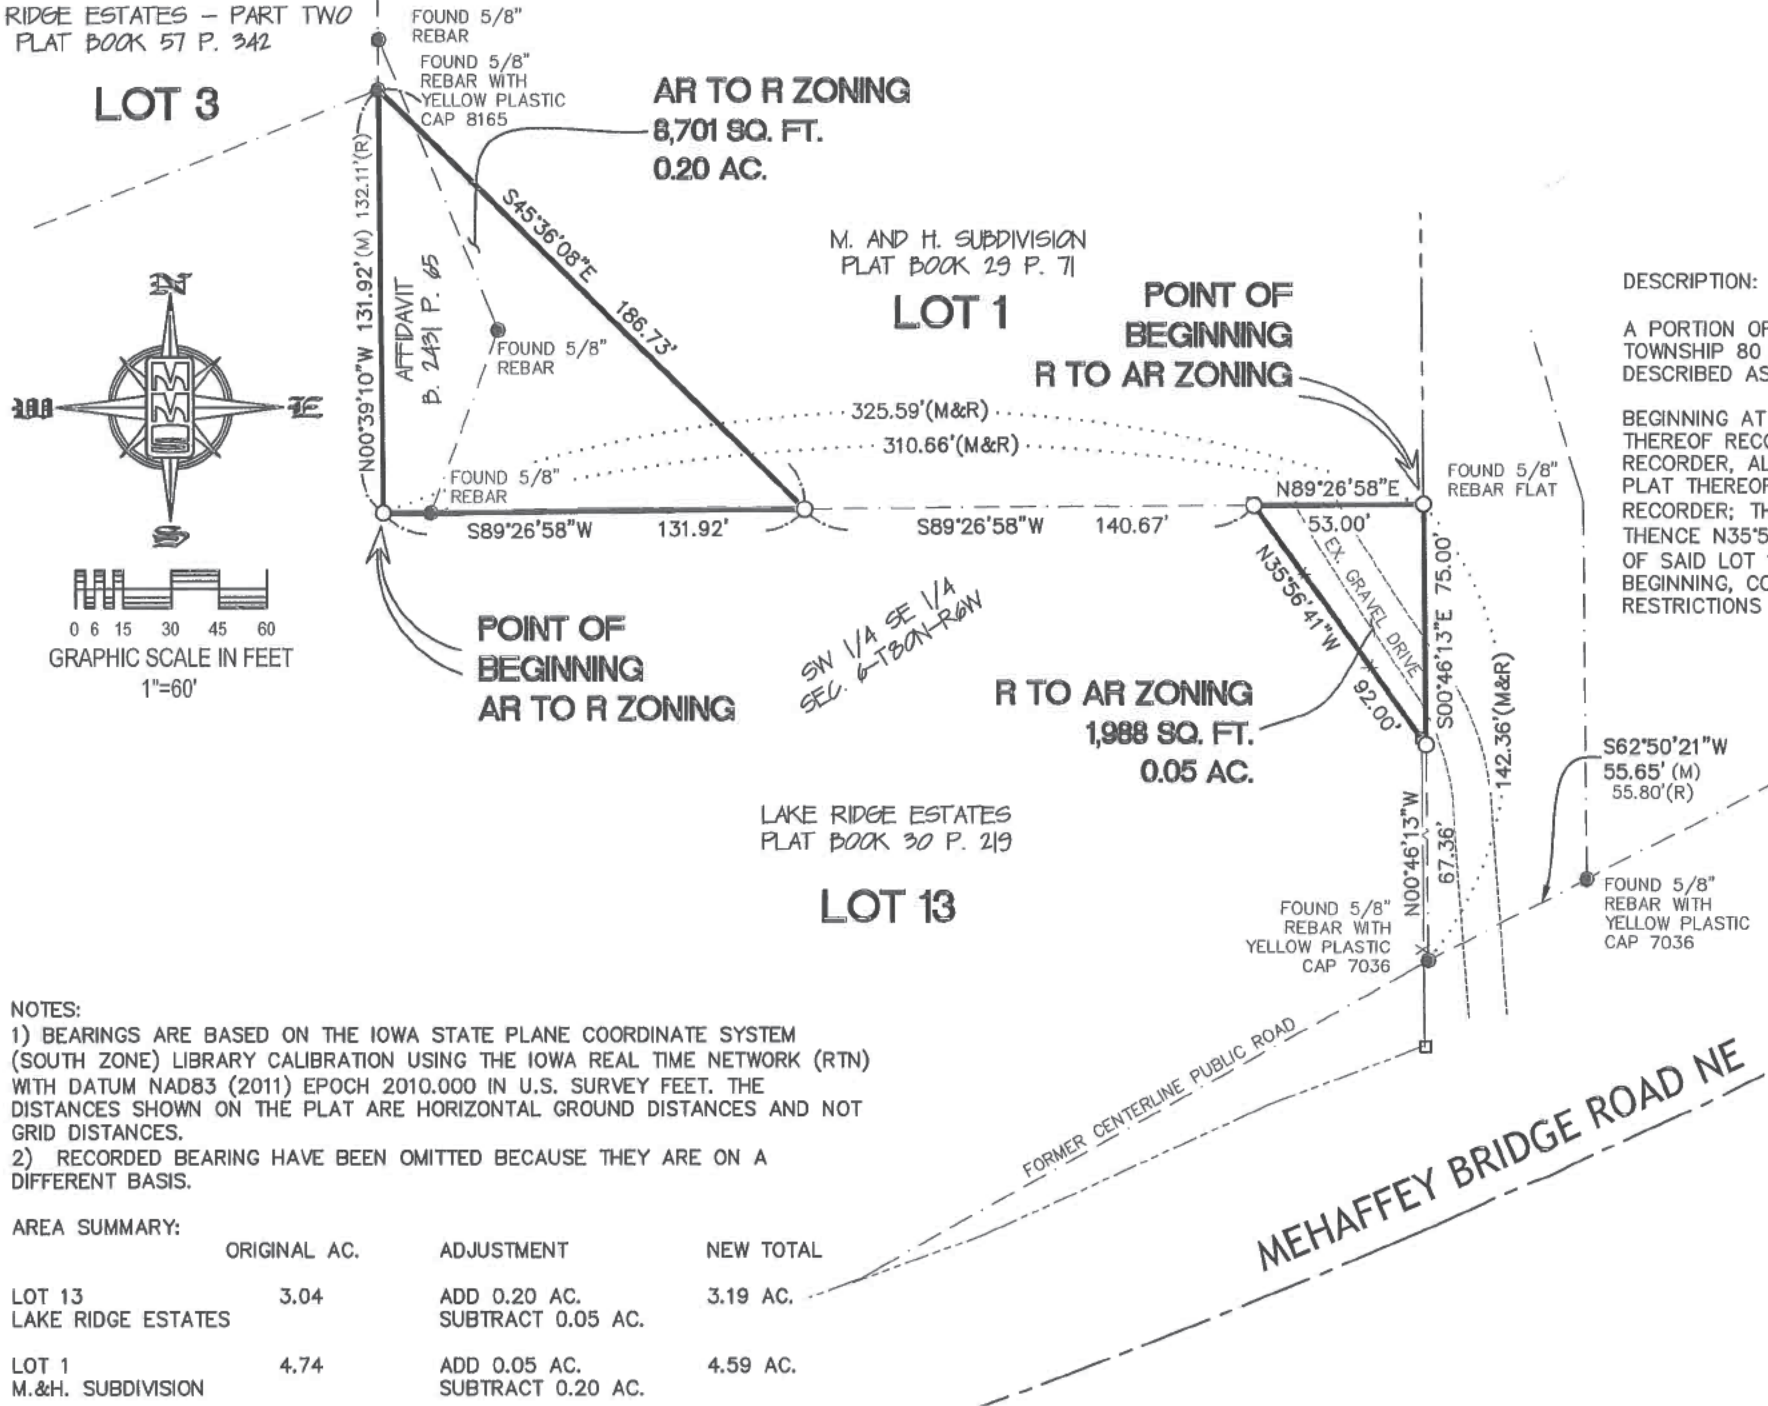 RIDGE ESTATES – PART TWO
PLAT BOOK 57 P. 342
LOT 3
FOUND 5/8"
REBAR
FOUND 5/8"
REBAR WITH
YELLOW PLASTIC
CAP 8165
AR TO R ZONING
8,701 SQ. FT.
0.20 AC.
N00°39'10"W 131.92' (M) 132.11'(R)
AFFIDAVIT
B. 2431 P. 65
S45°36'08"E 186.73'
FOUND 5/8"
REBAR
M. AND H. SUBDIVISION
PLAT BOOK 29 P. 71
LOT 1
POINT OF
BEGINNING
R TO AR ZONING
N
W
E
S
MMS
325.59'(M&R)
310.66'(M&R)
FOUND 5/8"
REBAR
S89°26'58"W 131.92'
S89°26'58"W 140.67'
N89°26'58"E
53.00'
FOUND 5/8"
REBAR FLAT
EX. GRAVEL DRIVE
N35°56'41"W 92.00'
S00°46'13"E 75.00'
142.36'(M&R)
0 6 15 30 45 60
GRAPHIC SCALE IN FEET
1"=60'
POINT OF
BEGINNING
AR TO R ZONING
SW 1/4 SE 1/4
SEC. 6-T80N-R6W
R TO AR ZONING
1,988 SQ. FT.
0.05 AC.
S62°50'21"W
55.65' (M)
55.80'(R)
LAKE RIDGE ESTATES
PLAT BOOK 30 P. 219
LOT 13
N00°46'13"W
67.36'
FOUND 5/8"
REBAR WITH
YELLOW PLASTIC
CAP 7036
FOUND 5/8"
REBAR WITH
YELLOW PLASTIC
CAP 7036
DESCRIPTION:
A PORTION OF
TOWNSHIP 80
DESCRIBED AS
BEGINNING AT
THEREOF RECO
RECORDER, AL
PLAT THEREOF
RECORDER; TH
THENCE N35°5
OF SAID LOT 1
BEGINNING, CO
RESTRICTIONS
FORMER CENTERLINE PUBLIC ROAD
MEHAFFEY BRIDGE ROAD NE
NOTES:
1) BEARINGS ARE BASED ON THE IOWA STATE PLANE COORDINATE SYSTEM
(SOUTH ZONE) LIBRARY CALIBRATION USING THE IOWA REAL TIME NETWORK (RTN)
WITH DATUM NAD83 (2011) EPOCH 2010.000 IN U.S. SURVEY FEET. THE
DISTANCES SHOWN ON THE PLAT ARE HORIZONTAL GROUND DISTANCES AND NOT
GRID DISTANCES.
2) RECORDED BEARING HAVE BEEN OMITTED BECAUSE THEY ARE ON A
DIFFERENT BASIS.
AREA SUMMARY:
ORIGINAL AC. ADJUSTMENT NEW TOTAL
LOT 13 3.04 ADD 0.20 AC. 3.19 AC.
LAKE RIDGE ESTATES SUBTRACT 0.05 AC.
LOT 1 4.74 ADD 0.05 AC. 4.59 AC.
M.&H. SUBDIVISION SUBTRACT 0.20 AC.